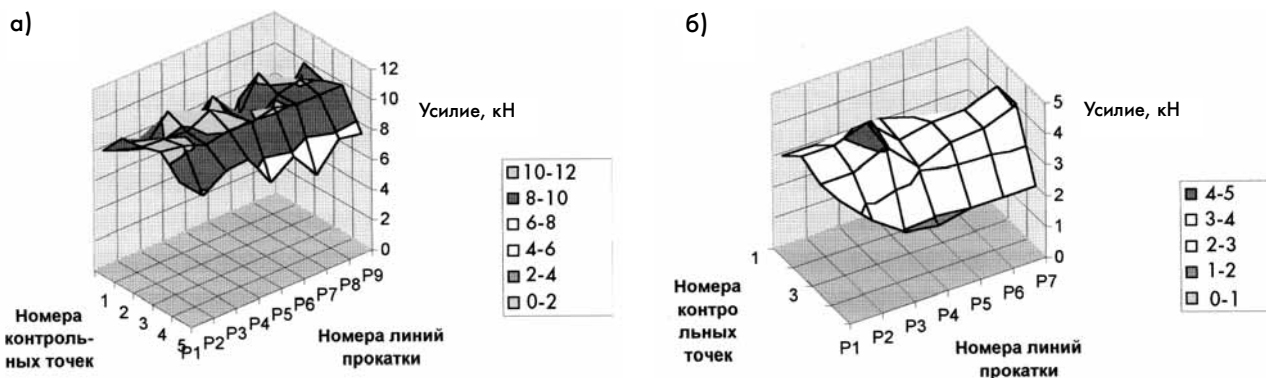 а)
12
10
8
6
4
2
0
Усилие, кН
10-12
8-10
6-8
4-6
2-4
0-2
1
2
3
4
5
P1
P2
P3
P4
P5
P6
P7
P8
P9
Номера
контроль-
ных точек
Номера линий
прокатки
б)
5
4
3
2
1
0
Усилие, кН
4-5
3-4
2-3
1-2
0-1
1
3
P1
P2
P3
P4
P5
P6
P7
Номера
контро
льных
точек
Номера линий
прокатки